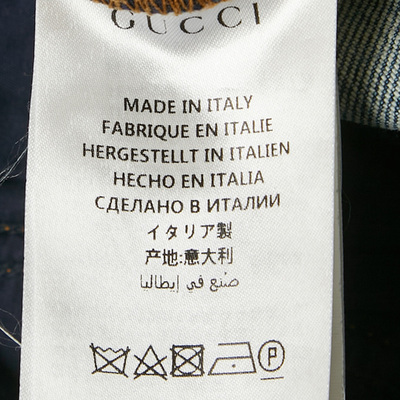 GUCCI
MADE IN ITALY
FABRIQUE EN ITALIE
HERGESTELLT IN ITALIEN
HECHO EN ITALIA
СДЕЛАНО В ИТАЛИИ
イタリア製
产地:意大利
صُنع في إيطاليا
P